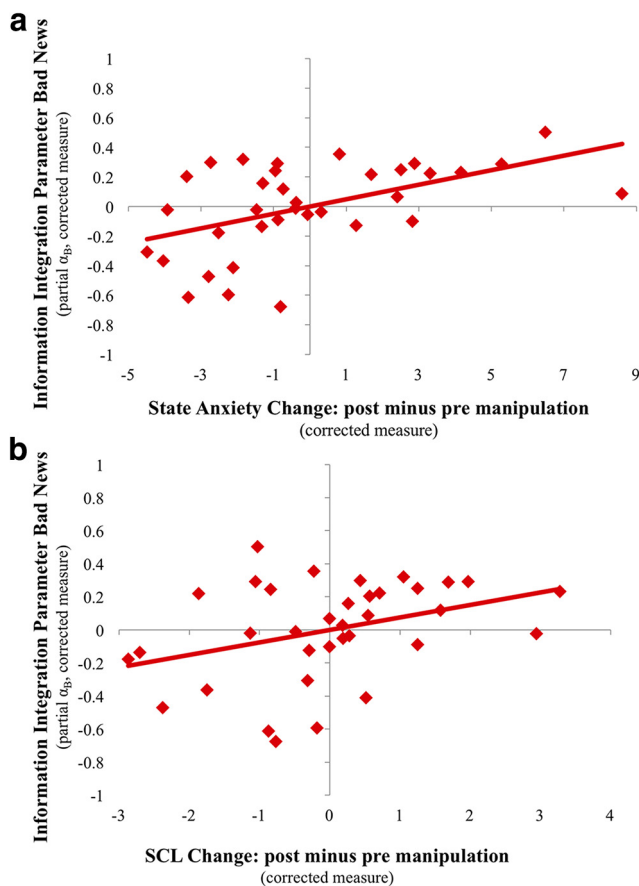 a
Information Integration Parameter Bad News
(partial αB, corrected measure)
1
0.8
0.6
0.4
0.2
0
-0.2
-0.4
-0.6
-0.8
-1
-5 -3 -1 1 3 5 7 9
State Anxiety Change: post minus pre manipulation
(corrected measure)
b
Information Integration Parameter Bad News
(partial αB, corrected measure)
1
0.8
0.6
0.4
0.2
0
-0.2
-0.4
-0.6
-0.8
-1
-3 -2 -1 0 1 2 3 4
SCL Change: post minus pre manipulation
(corrected measure)